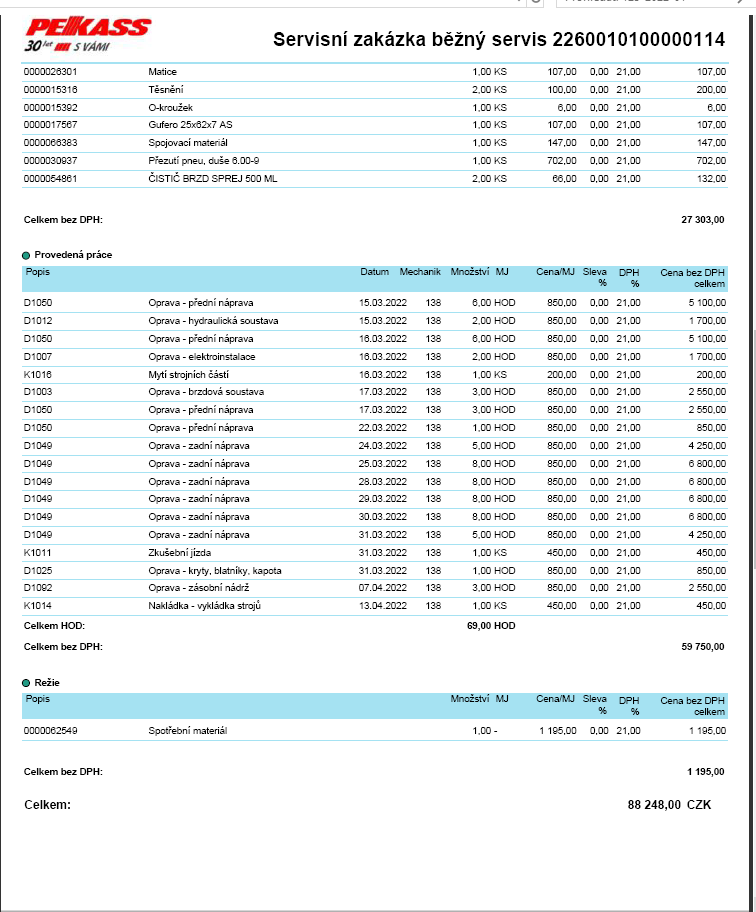 PEKASS
30 let S VÁMI
Servisní zakázka běžný servis 2260010100000114
0000026301 Matice 1,00 KS 107,00 0,00 21,00 107,00
0000015316 Těsnění 2,00 KS 100,00 0,00 21,00 200,00
0000015392 O-kroužek 1,00 KS 6,00 0,00 21,00 6,00
0000017567 Gufero 25x62x7 AS 1,00 KS 107,00 0,00 21,00 107,00
0000066383 Spojovací materiál 1,00 KS 147,00 0,00 21,00 147,00
0000030937 Přezutí pneu, duše 6.00-9 1,00 KS 702,00 0,00 21,00 702,00
0000054861 ČISTIČ BRZD SPREJ 500 ML 2,00 KS 66,00 0,00 21,00 132,00
Celkem bez DPH: 27 303,00
Provedená práce
Popis Datum Mechanik Množství MJ Cena/MJ Sleva % DPH % Cena bez DPH celkem
D1050 Oprava - přední náprava 15.03.2022 138 6,00 HOD 850,00 0,00 21,00 5 100,00
D1012 Oprava - hydraulická soustava 15.03.2022 138 2,00 HOD 850,00 0,00 21,00 1 700,00
D1050 Oprava - přední náprava 16.03.2022 138 6,00 HOD 850,00 0,00 21,00 5 100,00
D1007 Oprava - elektroinstalace 16.03.2022 138 2,00 HOD 850,00 0,00 21,00 1 700,00
K1016 Mytí strojních částí 16.03.2022 138 1,00 KS 200,00 0,00 21,00 200,00
D1003 Oprava - brzdová soustava 17.03.2022 138 3,00 HOD 850,00 0,00 21,00 2 550,00
D1050 Oprava - přední náprava 17.03.2022 138 3,00 HOD 850,00 0,00 21,00 2 550,00
D1050 Oprava - přední náprava 22.03.2022 138 1,00 HOD 850,00 0,00 21,00 850,00
D1049 Oprava - zadní náprava 24.03.2022 138 5,00 HOD 850,00 0,00 21,00 4 250,00
D1049 Oprava - zadní náprava 25.03.2022 138 8,00 HOD 850,00 0,00 21,00 6 800,00
D1049 Oprava - zadní náprava 28.03.2022 138 8,00 HOD 850,00 0,00 21,00 6 800,00
D1049 Oprava - zadní náprava 29.03.2022 138 8,00 HOD 850,00 0,00 21,00 6 800,00
D1049 Oprava - zadní náprava 30.03.2022 138 8,00 HOD 850,00 0,00 21,00 6 800,00
D1049 Oprava - zadní náprava 31.03.2022 138 5,00 HOD 850,00 0,00 21,00 4 250,00
K1011 Zkušební jízda 31.03.2022 138 1,00 KS 450,00 0,00 21,00 450,00
D1025 Oprava - kryty, blatníky, kapota 31.03.2022 138 1,00 HOD 850,00 0,00 21,00 850,00
D1092 Oprava - zásobní nádrž 07.04.2022 138 3,00 HOD 850,00 0,00 21,00 2 550,00
K1014 Nakládka - vykládka strojů 13.04.2022 138 1,00 KS 450,00 0,00 21,00 450,00
Celkem HOD: 69,00 HOD
Celkem bez DPH: 59 750,00
Režie
Popis Množství MJ Cena/MJ Sleva % DPH % Cena bez DPH celkem
0000062549 Spotřební materiál 1,00 - 1 195,00 0,00 21,00 1 195,00
Celkem bez DPH: 1 195,00
Celkem: 88 248,00 CZK